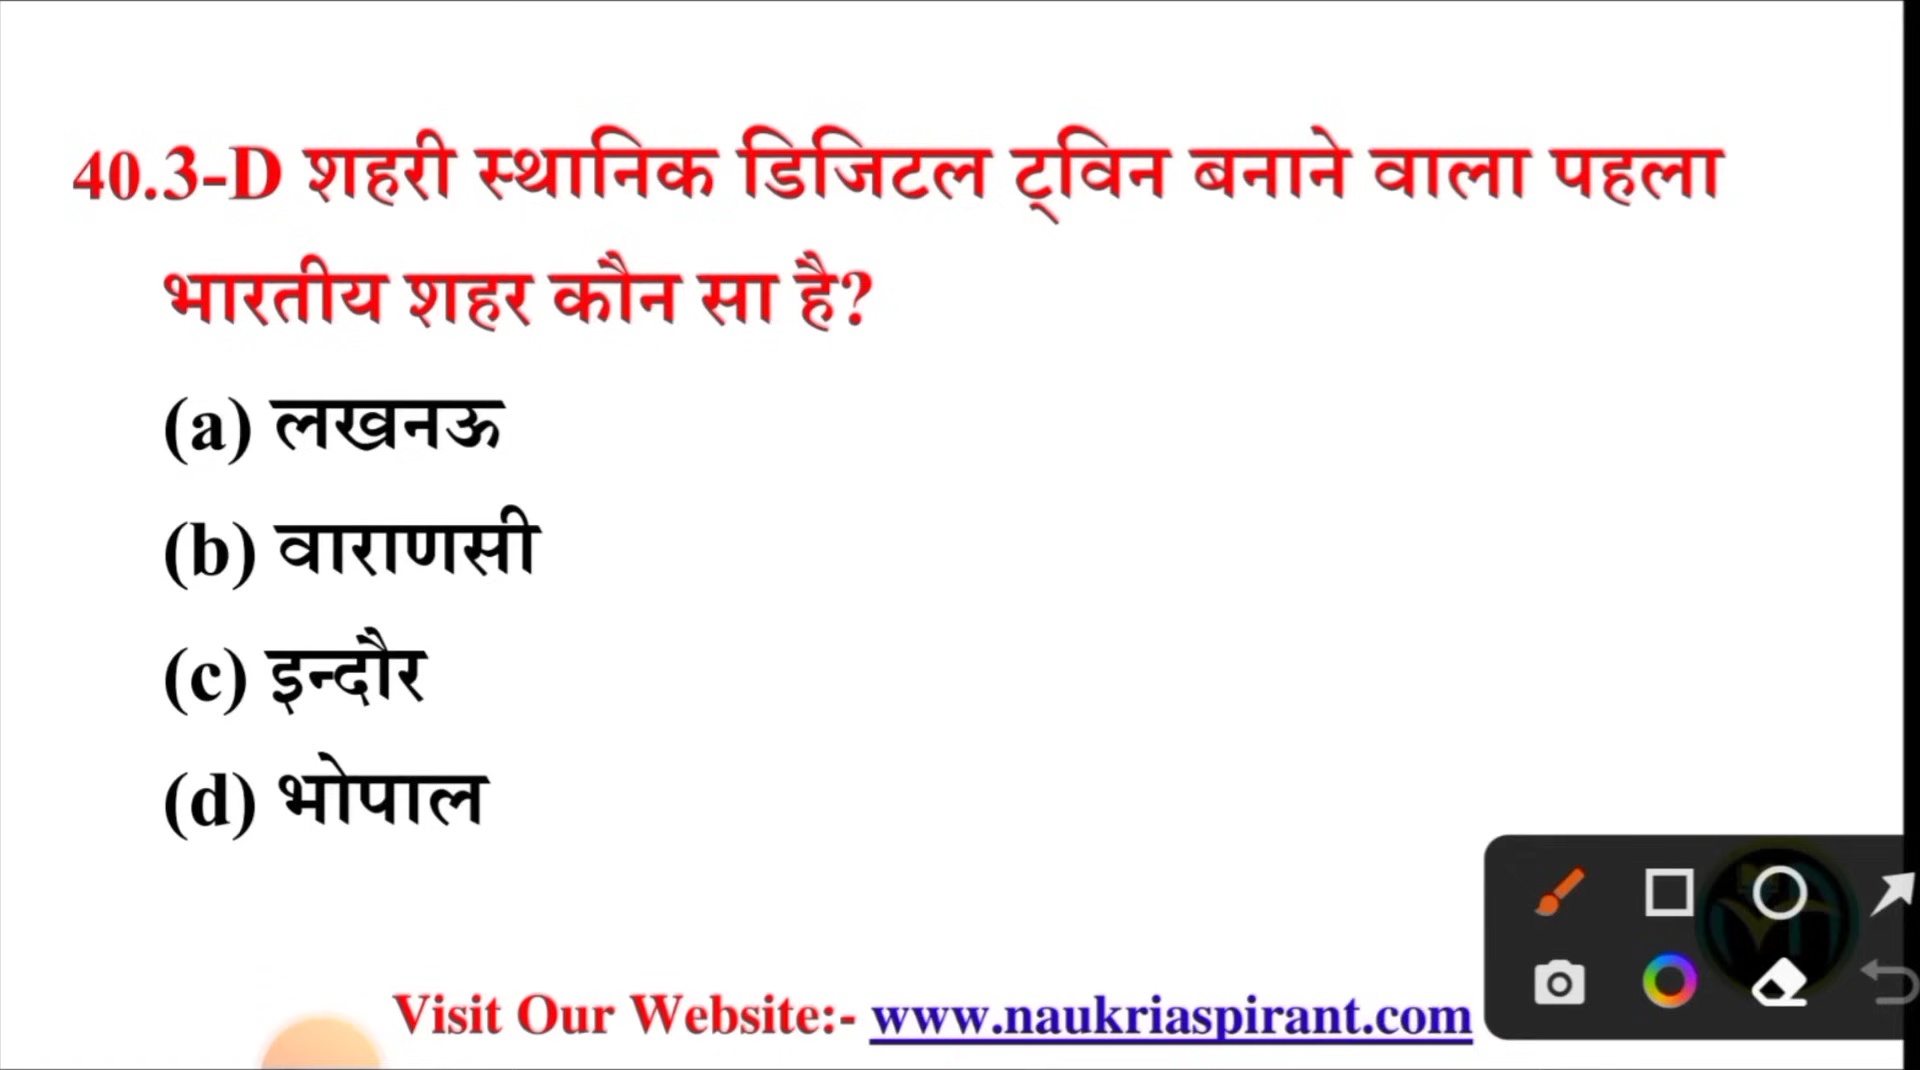 40.3-D शहरी स्थानिक डिजिटल ट्विन बनाने वाला पहला
भारतीय शहर कौन सा है?
(a) लखनऊ
(b) वाराणसी
(c) इन्दौर
(d) भोपाल
Visit Our Website:- www.naukriaspirant.com